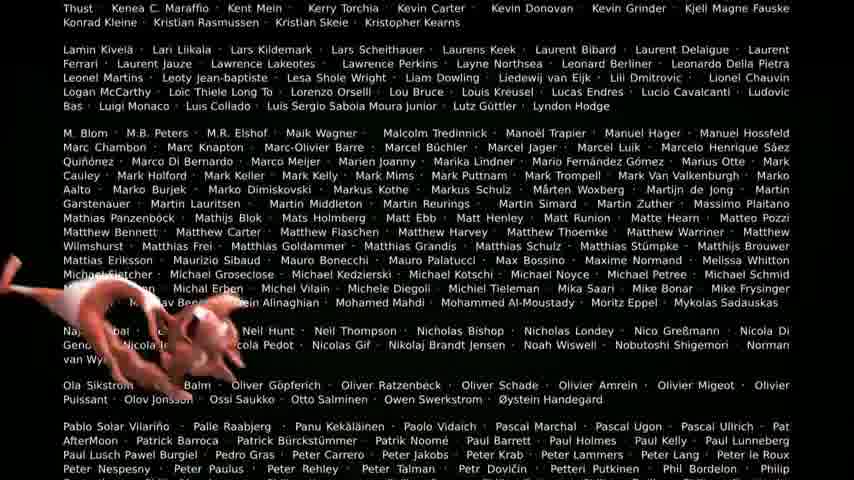 Thust · Kenea C. Maraffio · Kent Mein · Kerry Torchia · Kevin Carter · Kevin Donovan · Kevin Grinder · Kjell Magne Fauske
Konrad Kleine · Kristian Rasmussen · Kristian Skeie · Kristopher Kearns
Lamin Kivelä · Lari Liikala · Lars Kildemark · Lars Scheithauer · Laurens Keek · Laurent Bibard · Laurent Delaigue · Laurent
Ferrari · Laurent Jauze · Lawrence Lakeotes · Lawrence Perkins · Layne Northsea · Leonard Berliner · Leonardo Della Pietra
Leonel Martins · Leoty Jean-baptiste · Lesa Shole Wright · Liam Dowling · Liedewij van Eijk · Lili Dmitrovic · Lionel Chauvin
Logan McCarthy · Loïc Thiele Long To · Lorenzo Orselli · Lou Bruce · Louis Kreusel · Lucas Endres · Lucio Cavalcanti · Ludovic
Bas · Luigi Monaco · Luis Collado · Luis Sergio Saboia Moura Junior · Lutz Güttler · Lyndon Hodge
M. Blom · M.B. Peters · M.R. Elshof · Maik Wagner · Malcolm Tredinnick · Manoël Trapier · Manuel Hager · Manuel Hossfeld
Marc Chambon · Marc Knapton · Marc-Olivier Barre · Marcel Büchler · Marcel Jager · Marcel Luik · Marcelo Henrique Sáez
Quiñónez · Marco Di Bernardo · Marco Meijer · Marien Joanny · Marika Lindner · Mario Fernández Gómez · Marius Otte · Mark
Cauley · Mark Holford · Mark Keller · Mark Kelly · Mark Mims · Mark Puttnam · Mark Trompell · Mark Van Valkenburgh · Marko
Aalto · Marko Burjek · Marko Dimiskovski · Markus Kothe · Markus Schulz · Mårten Woxberg · Martijn de Jong · Martin
Garstenauer · Martin Lauritsen · Martin Middleton · Martin Reurings · Martin Simard · Martin Zuther · Massimo Plaitano
Mathias Panzenböck · Mathijs Blok · Mats Holmberg · Matt Ebb · Matt Henley · Matt Runion · Matte Hearn · Matteo Pozzi
Matthew Bennett · Matthew Carter · Matthew Flaschen · Matthew Harvey · Matthew Thoemke · Matthew Warriner · Matthew
Wilmshurst · Matthias Frei · Matthias Goldammer · Matthias Grandis · Matthias Schulz · Matthias Stümpke · Matthijs Brouwer
Mattias Eriksson · Maurizio Sibaud · Mauro Bonecchi · Mauro Palatucci · Max Bossino · Maxime Normand · Melissa Whitton
Michael Fletcher · Michael Groseclose · Michael Kedzierski · Michael Kotschi · Michael Noyce · Michael Petree · Michael Schmid
Michal Erben · Michel Vilain · Michele Diegoli · Michiel Tieleman · Mika Saari · Mike Bonar · Mike Frysinger
Alinaghian · Mohamed Mahdi · Mohammed Al-Moustady · Moritz Eppel · Mykolas Sadauskas
Neil Hunt · Neil Thompson · Nicholas Bishop · Nicholas Londey · Nico Greßmann · Nicola Di
Pedot · Nicolas Gif · Nikolaj Brandt Jensen · Noah Wiswell · Nobutoshi Shigemori · Norman
van
Ola Balm · Oliver Göpferich · Oliver Ratzenbeck · Oliver Schade · Olivier Amrein · Olivier Migeot · Olivier
Puissant · Olov Jonsson · Ossi Saukko · Otto Salminen · Owen Swerkstrom · Øystein Handegard
Pablo Solar Vilariño · Palle Raabjerg · Panu Kekäläinen · Paolo Vidaich · Pascal Marchal · Pascal Ugon · Pascal Ullrich · Pat
AfterMoon · Patrick Barroca · Patrick Bürckstümmer · Patrik Noomé · Paul Barrett · Paul Holmes · Paul Kelly · Paul Lunneberg
Paul Lusch Pawel Burgiel · Pedro Gras · Peter Carrero · Peter Jakobs · Peter Krab · Peter Lammers · Peter Lang · Peter le Roux
Peter Nespesny · Peter Paulus · Peter Rehley · Peter Talman · Petr Dovičin · Petteri Putkinen · Phil Bordelon · Philip